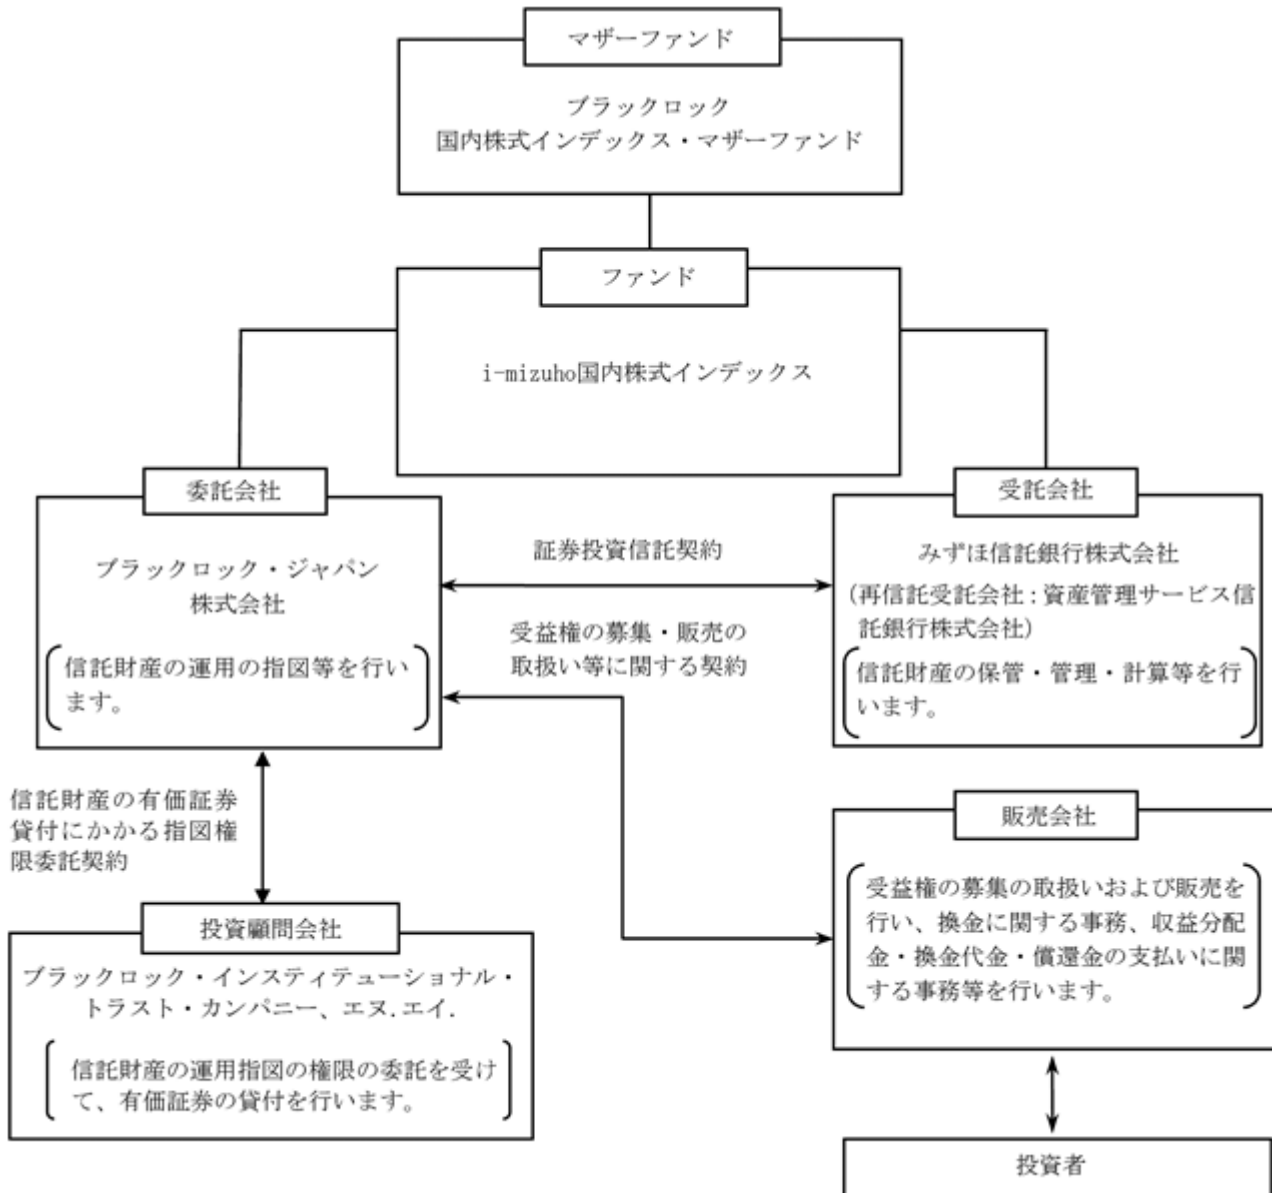 マザーファンド
ブラックロック
国内株式インデックス・マザーファンド
ファンド
i-mizuho国内株式インデックス
委託会社
ブラックロック・ジャパン
株式会社
信託財産の運用の指図等を行い
ます。
証券投資信託契約
受益権の募集・販売の
取扱い等に関する契約
受託会社
みずほ信託銀行株式会社
(再信託受託会社:資産管理サービス信
託銀行株式会社)
信託財産の保管・管理・計算等を行
います。
信託財産の有価証券
貸付にかかる指図権
限委託契約
投資顧問会社
ブラックロック・インスティテューショナル・
トラスト・カンパニー、エヌ.エイ.
信託財産の運用指図の権限の委託を受け
て、有価証券の貸付を行います。
販売会社
受益権の募集の取扱いおよび販売を
行い、換金に関する事務、収益分配
金・換金代金・償還金の支払いに関
する事務等を行います。
投資者